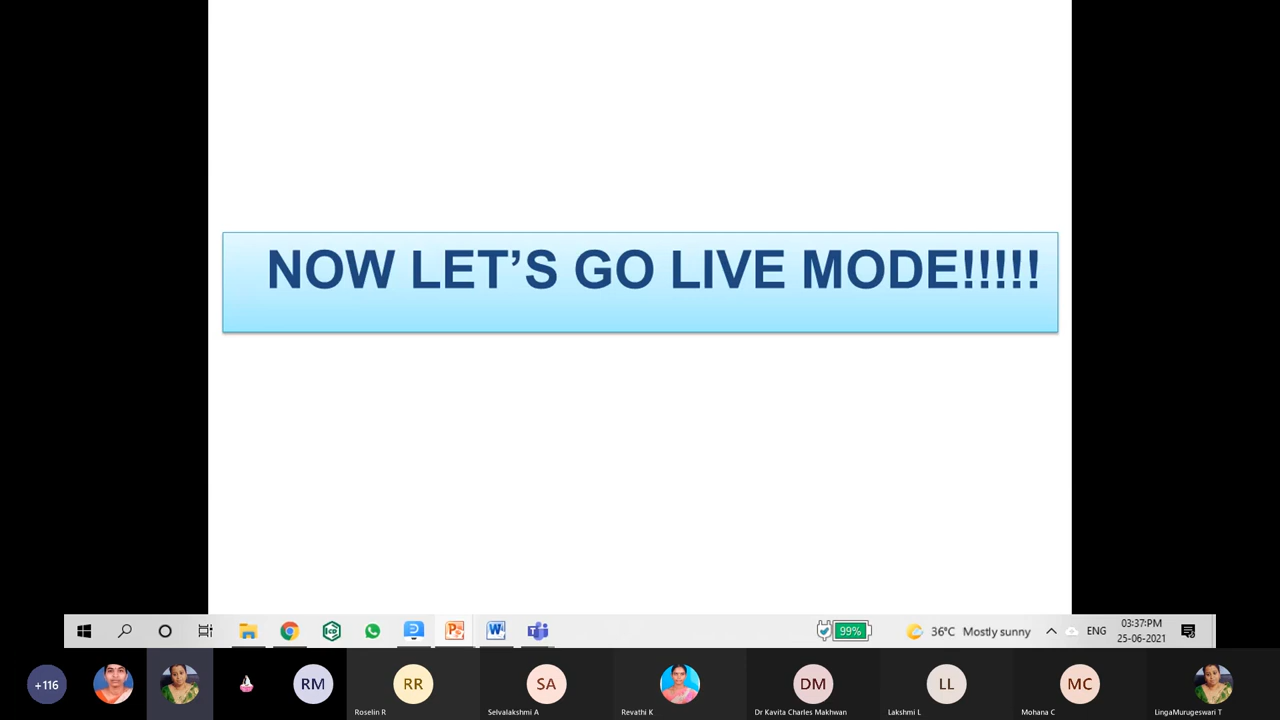 NOW LET’S GO LIVE MODE!!!!!
99%
36°C Mostly sunny
ENG
03:37:PM
25-06-2021
+116
RM
RR
SA
DM
LL
MC
Roselin R
Selvalakshmi A
Revathi K
Dr Kavita Charles Makhwan
Lakshmi L
Mohana C
LingaMurugeswari T